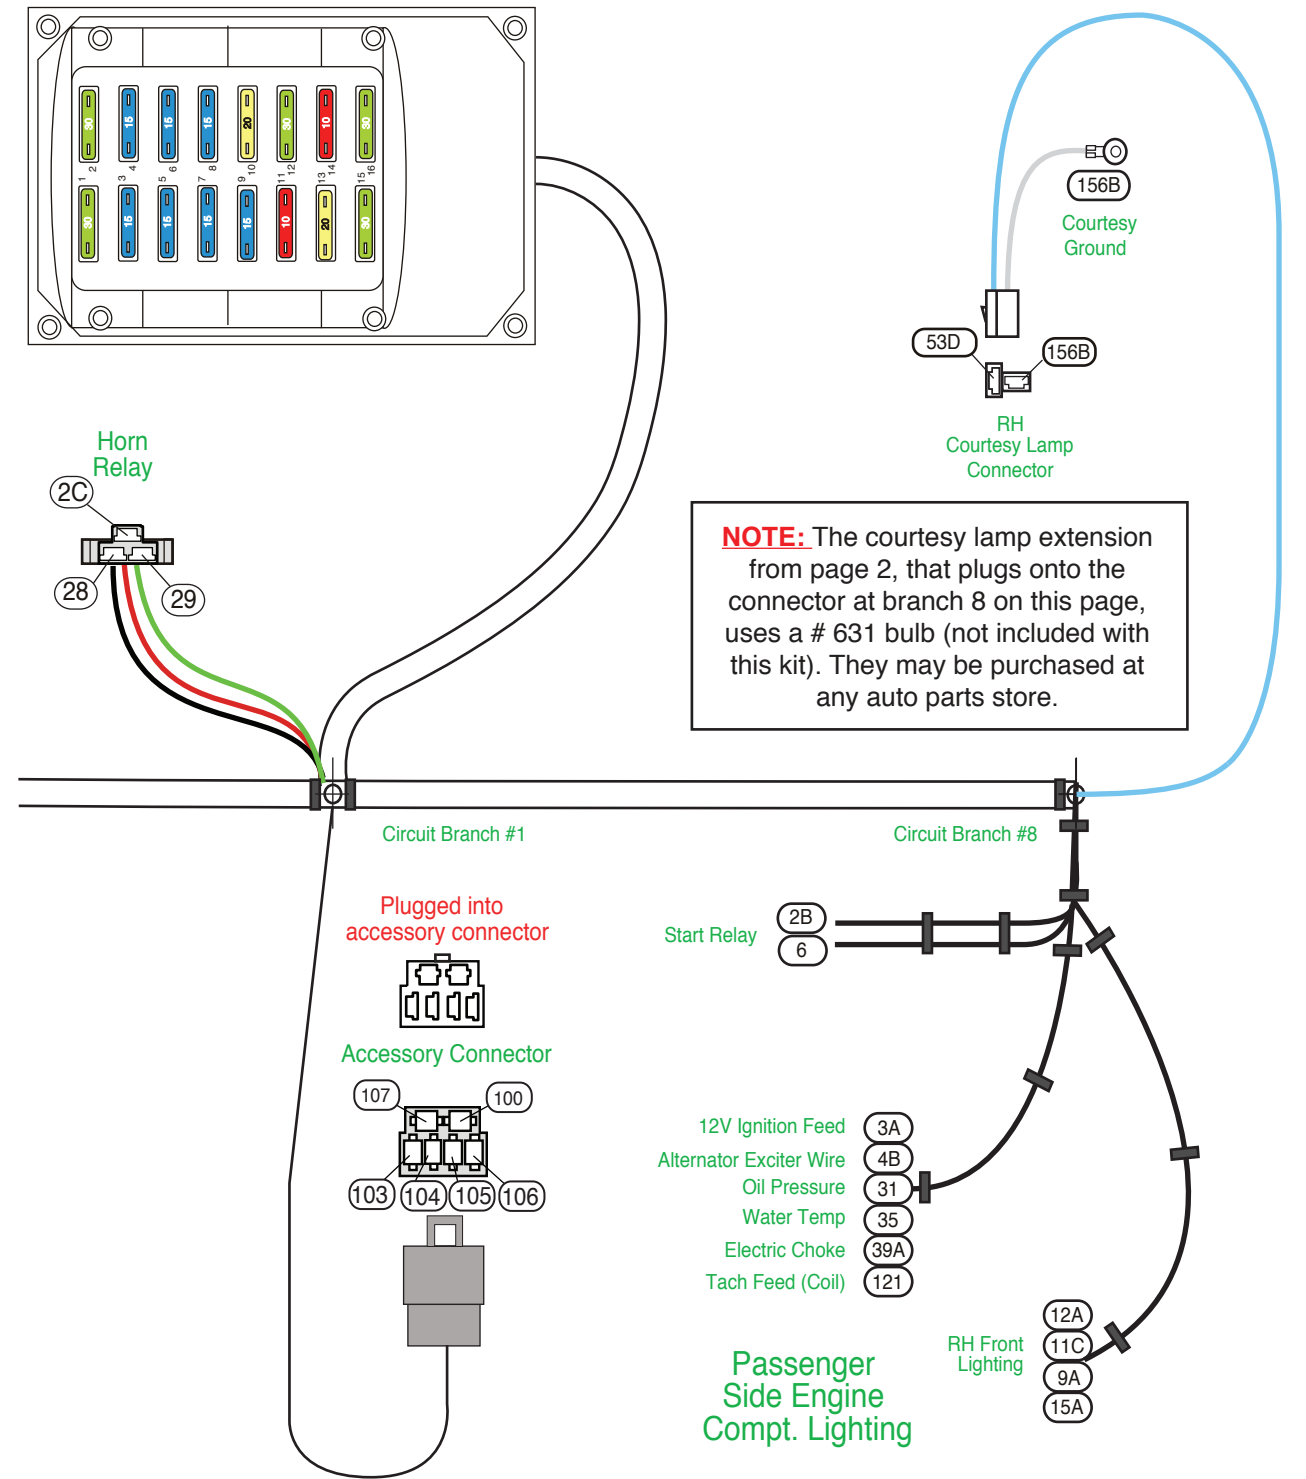 30 15 15 15 20 30 10 30
2 4 6 8 10 12 14 16
1 3 5 7 9 11 13 15
30 15 15 15 15 10 20 30
156B
Courtesy
Ground
53D
156B
RH
Courtesy Lamp
Connector
Horn
Relay
2C
28
29
NOTE: The courtesy lamp extension
from page 2, that plugs onto the
connector at branch 8 on this page,
uses a # 631 bulb (not included with
this kit). They may be purchased at
any auto parts store.
Circuit Branch #1
Circuit Branch #8
Plugged into
accessory connector
Start Relay
2B
6
Accessory Connector
107
100
103
104
105
106
12V Ignition Feed 3A
Alternator Exciter Wire 4B
Oil Pressure 31
Water Temp 35
Electric Choke 39A
Tach Feed (Coil) 121
RH Front
Lighting
12A
11C
9A
15A
Passenger
Side Engine
Compt. Lighting